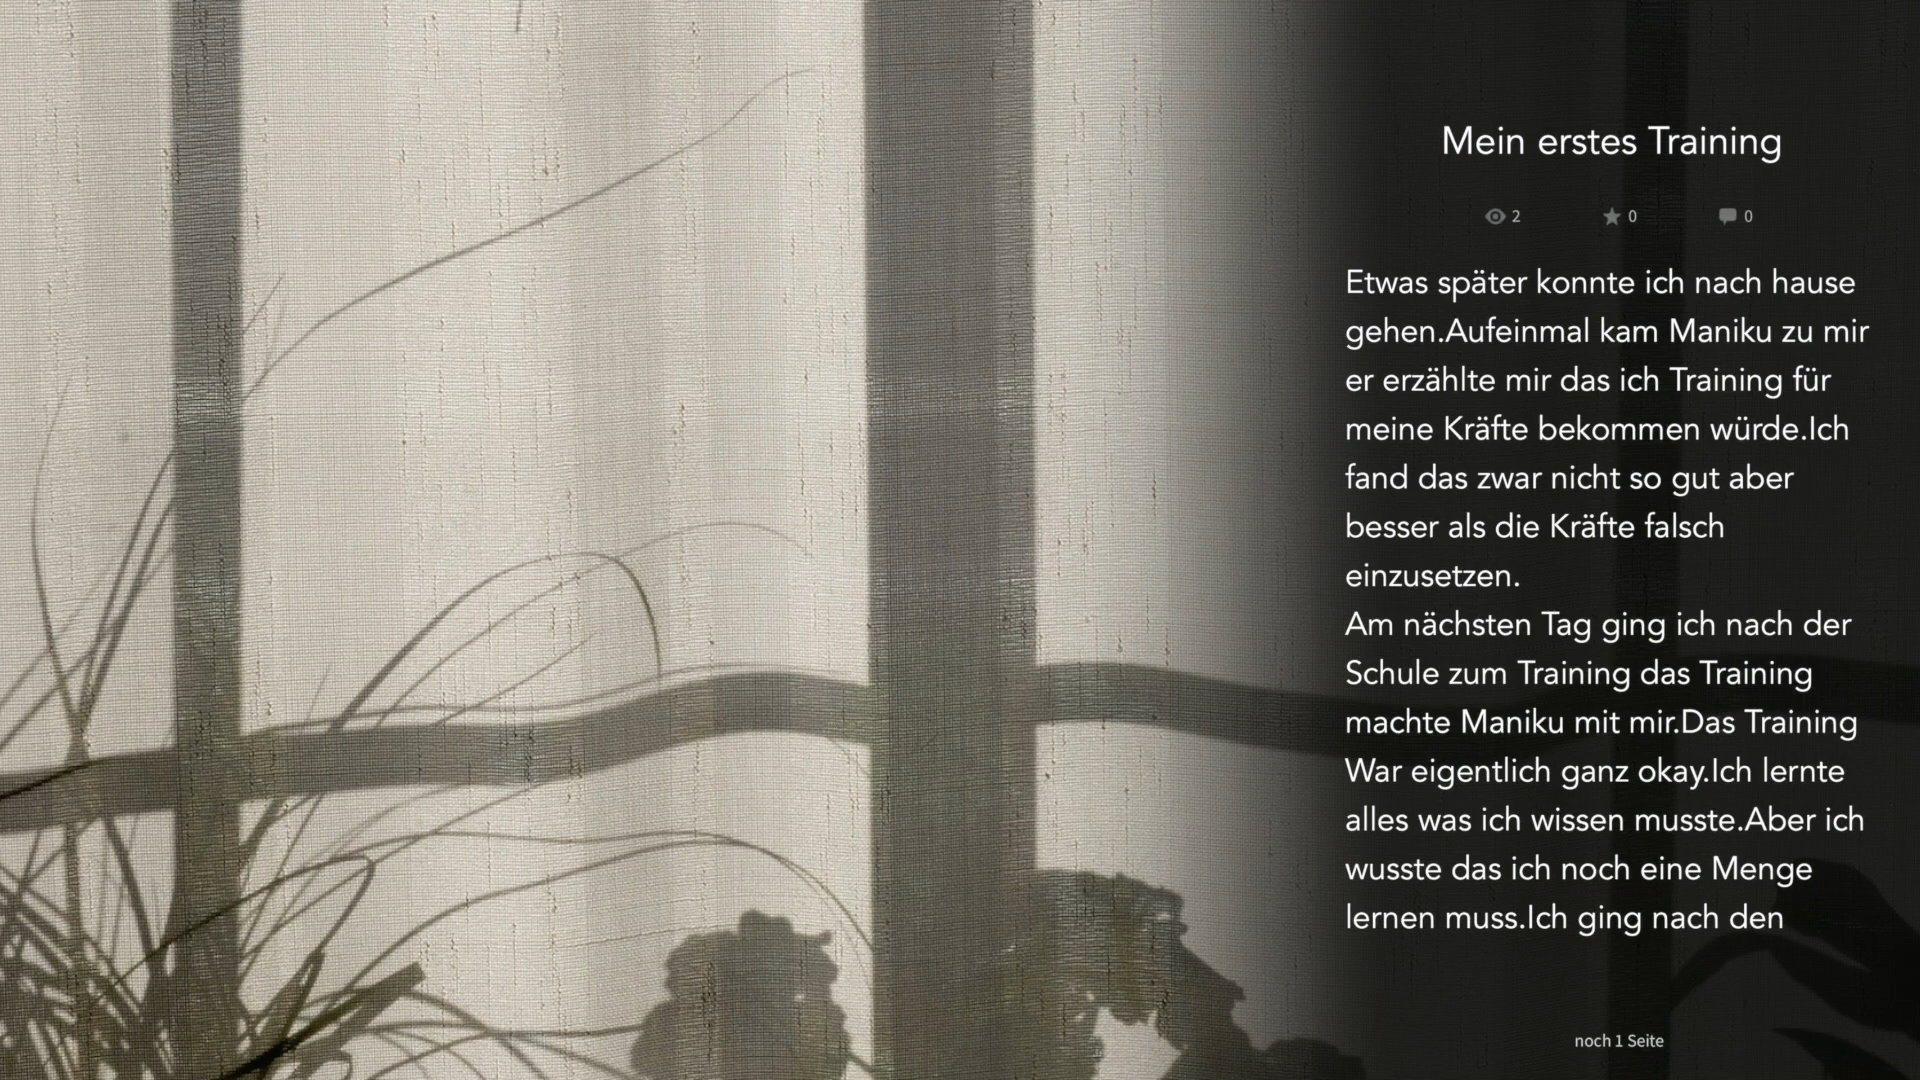 Mein erstes Training
2 0 0
Etwas später konnte ich nach hause
gehen.Aufeinmal kam Maniku zu mir
er erzählte mir das ich Training für
meine Kräfte bekommen würde.Ich
fand das zwar nicht so gut aber
besser als die Kräfte falsch
einzusetzen.
Am nächsten Tag ging ich nach der
Schule zum Training das Training
machte Maniku mit mir.Das Training
War eigentlich ganz okay.Ich lernte
alles was ich wissen musste.Aber ich
wusste das ich noch eine Menge
lernen muss.Ich ging nach den
noch 1 Seite